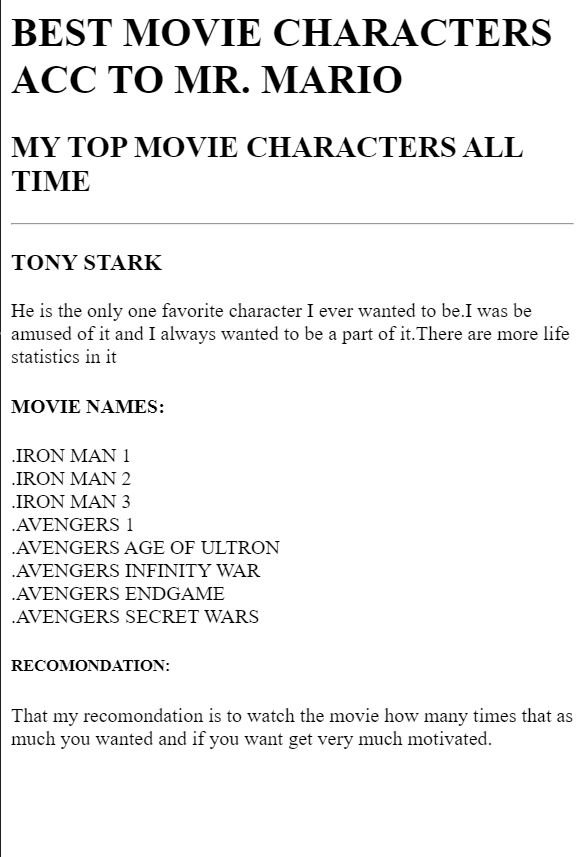 BEST MOVIE CHARACTERS
ACC TO MR. MARIO
MY TOP MOVIE CHARACTERS ALL
TIME
TONY STARK
He is the only one favorite character I ever wanted to be.I was be
amused of it and I always wanted to be a part of it.There are more life
statistics in it
MOVIE NAMES:
.IRON MAN 1
.IRON MAN 2
.IRON MAN 3
.AVENGERS 1
.AVENGERS AGE OF ULTRON
.AVENGERS INFINITY WAR
.AVENGERS ENDGAME
.AVENGERS SECRET WARS
RECOMONDATION:
That my recomondation is to watch the movie how many times that as
much you wanted and if you want get very much motivated.